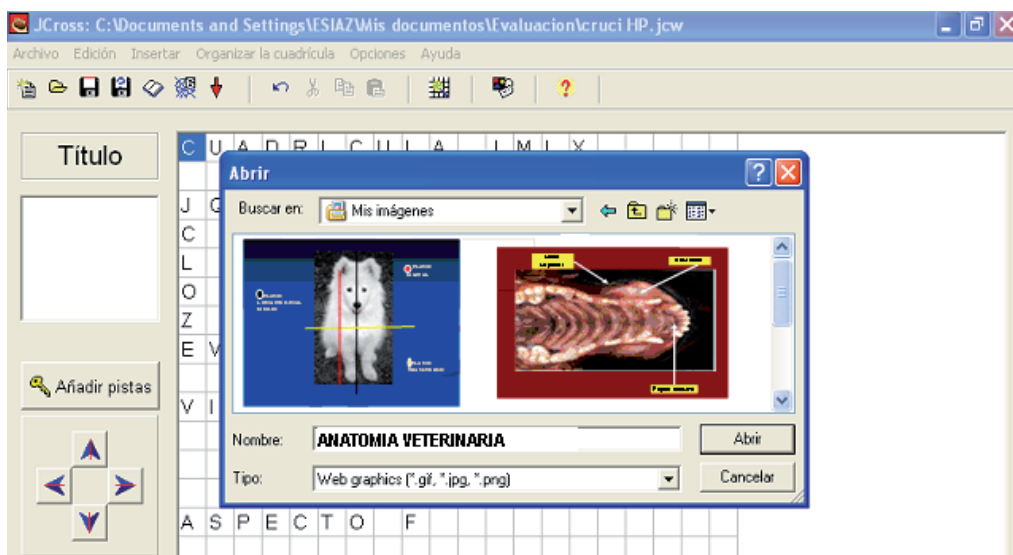 JCross: C:\Documents and Settings\ESIAZ\Mis documentos\Evaluacion\cruci HP.jcw
Archivo Edición Insertar Organizar la cuadrícula Opciones Ayuda
Título
C U A D R I C U L A I M L X
Abrir
Buscar en: Mis imágenes
J Q
C
L
O
Z
E V
Añadir pistas
V I
Nombre: ANATOMIA VETERINARIA Abrir
Tipo: Web graphics (*.gif, *.jpg, *.png) Cancelar
A S P E C T O F